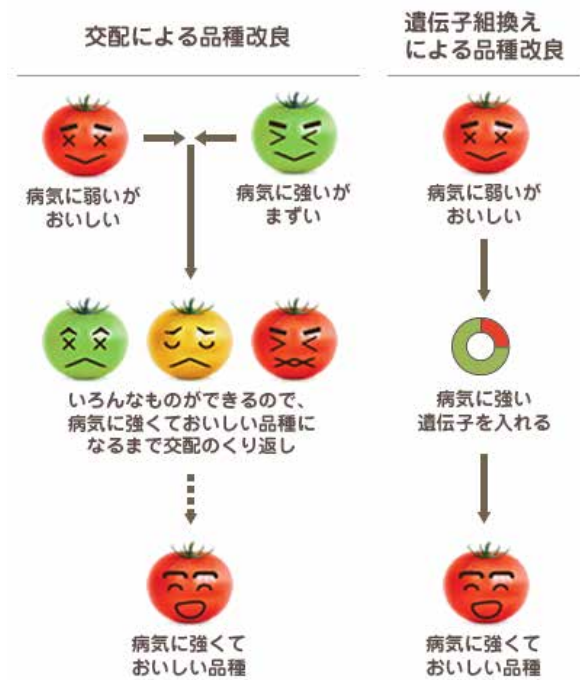 交配による品種改良
遺伝子組換え
による品種改良
病気に弱いが
おいしい
病気に強いが
まずい
いろんなものができるので、
病気に強くておいしい品種に
なるまで交配のくり返し
病気に強くて
おいしい品種
病気に弱いが
おいしい
病気に強い
遺伝子を入れる
病気に強くて
おいしい品種